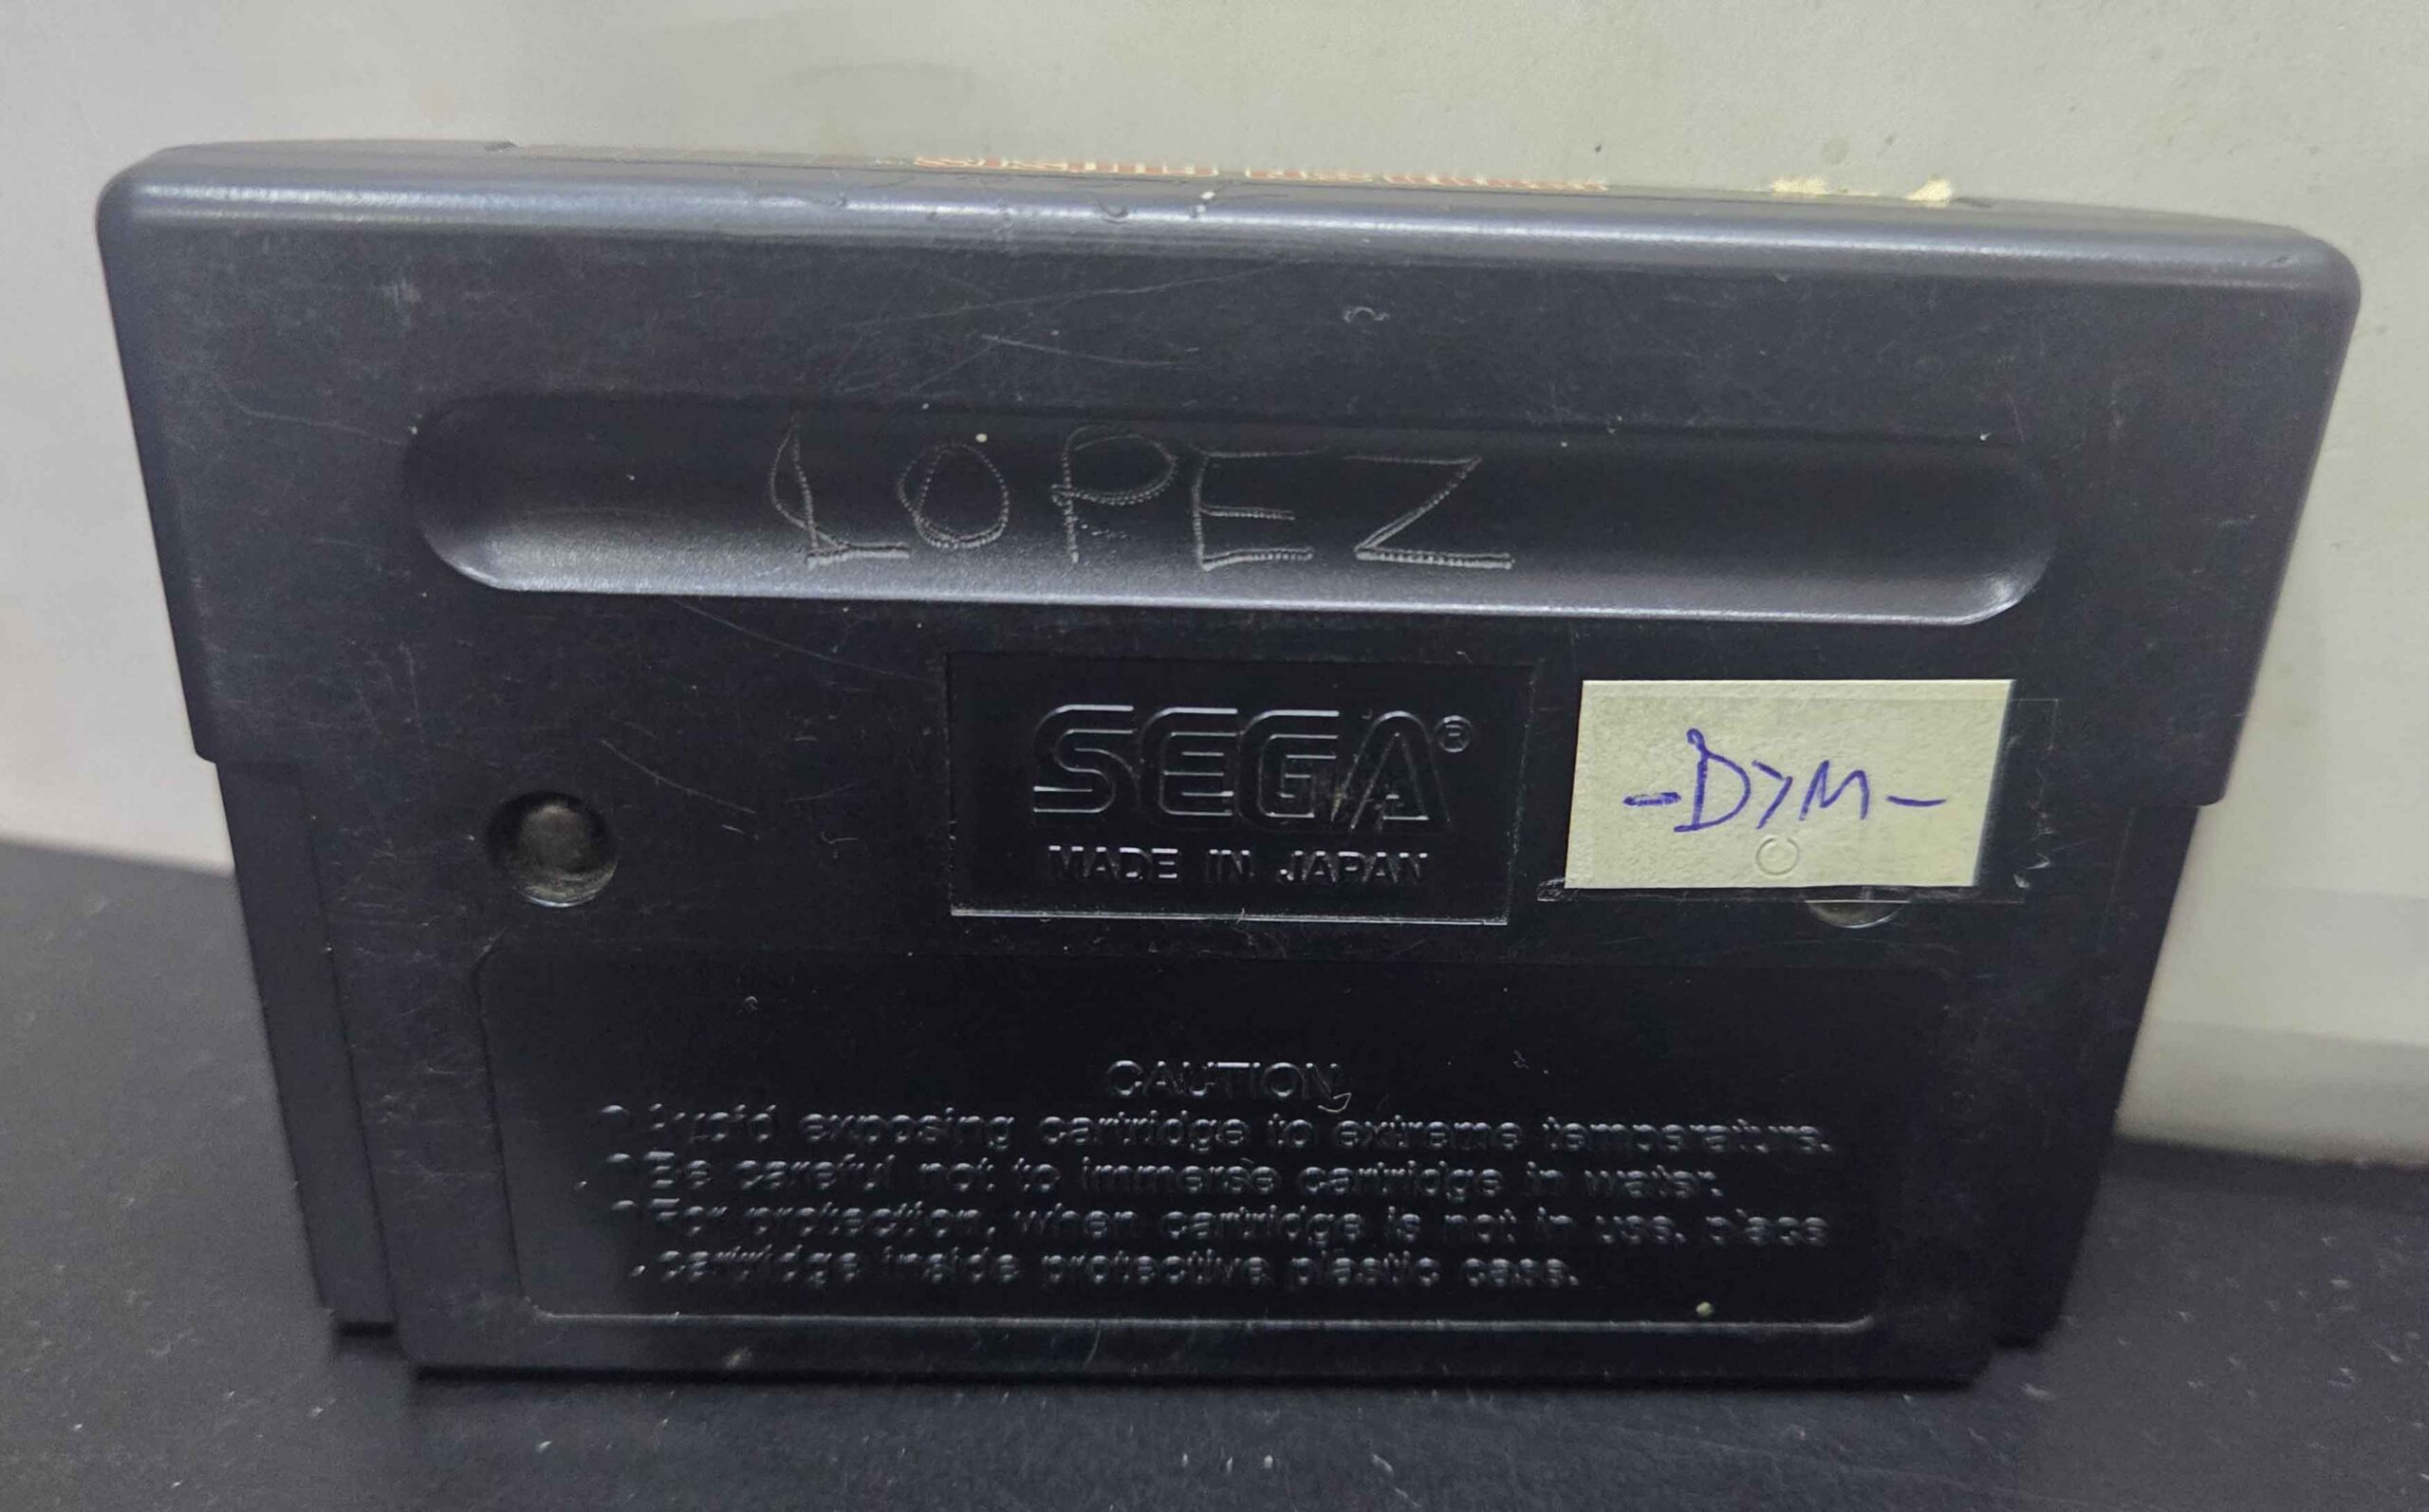 LOPEZ
SEGA®
MADE IN JAPAN
-DYM-
CAUTION
• Avoid exposing cartridge to extreme temperature.
• Be careful not to immerse cartridge in water.
• For protection, when cartridge is not in use, place
cartridge inside protective plastic case.